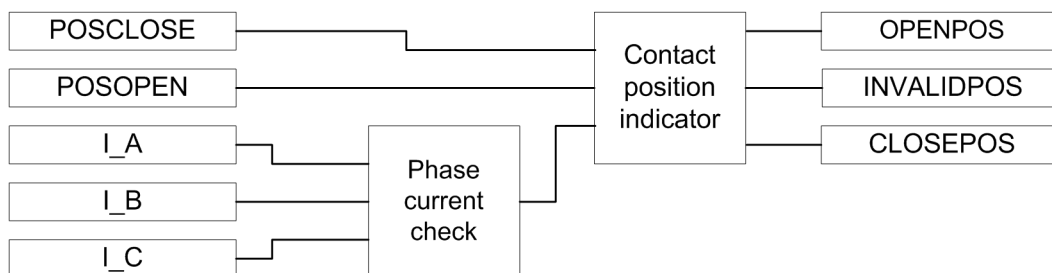 POSCLOSE
POSOPEN
I_A
I_B
I_C
Phase
current
check
Contact
position
indicator
OPENPOS
INVALIDPOS
CLOSEPOS